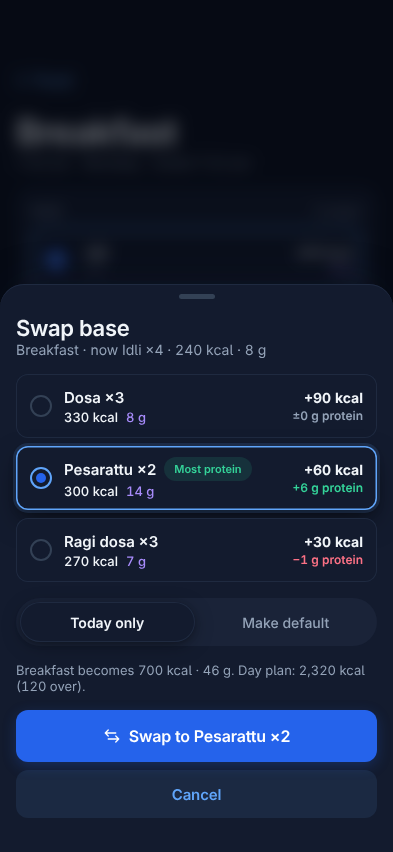 Breakfast
Swap base
Breakfast · now Idli ×4 · 240 kcal · 8 g
Dosa ×3
+90 kcal
330 kcal 8 g
±0 g protein
Pesarattu ×2
Most protein
+60 kcal
300 kcal 14 g
+6 g protein
Ragi dosa ×3
+30 kcal
270 kcal 7 g
−1 g protein
Today only
Make default
Breakfast becomes 700 kcal · 46 g. Day plan: 2,320 kcal
(120 over).
Swap to Pesarattu ×2
Cancel